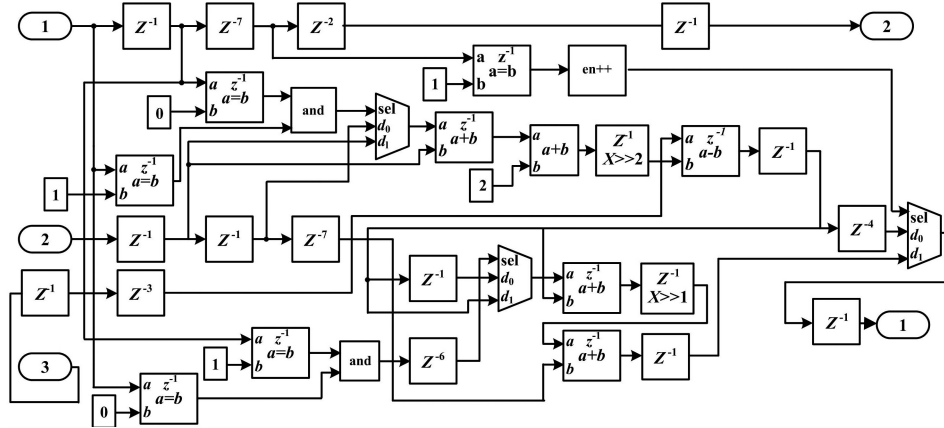 1
Z⁻¹
Z⁻⁷
Z⁻²
Z⁻¹
2
a z⁻¹
a=b
b
1
en++
a z⁻¹
a=b
b
0
and
sel
d₀
d₁
a z⁻¹
a+b
b
a
a+b
b
2
Z⁻¹
X>>2
a z⁻¹
a-b
b
Z⁻¹
a z⁻¹
a=b
b
1
2
Z⁻¹
Z⁻¹
Z⁻⁷
Z⁻⁴
sel
d₀
d₁
Z⁻¹
Z⁻³
Z⁻¹
sel
d₀
d₁
a z⁻¹
a+b
b
Z⁻¹
X>>1
Z⁻¹
1
3
a z⁻¹
a=b
b
1
and
Z⁻⁶
a z⁻¹
a+b
b
Z⁻¹
a z⁻¹
a=b
b
0